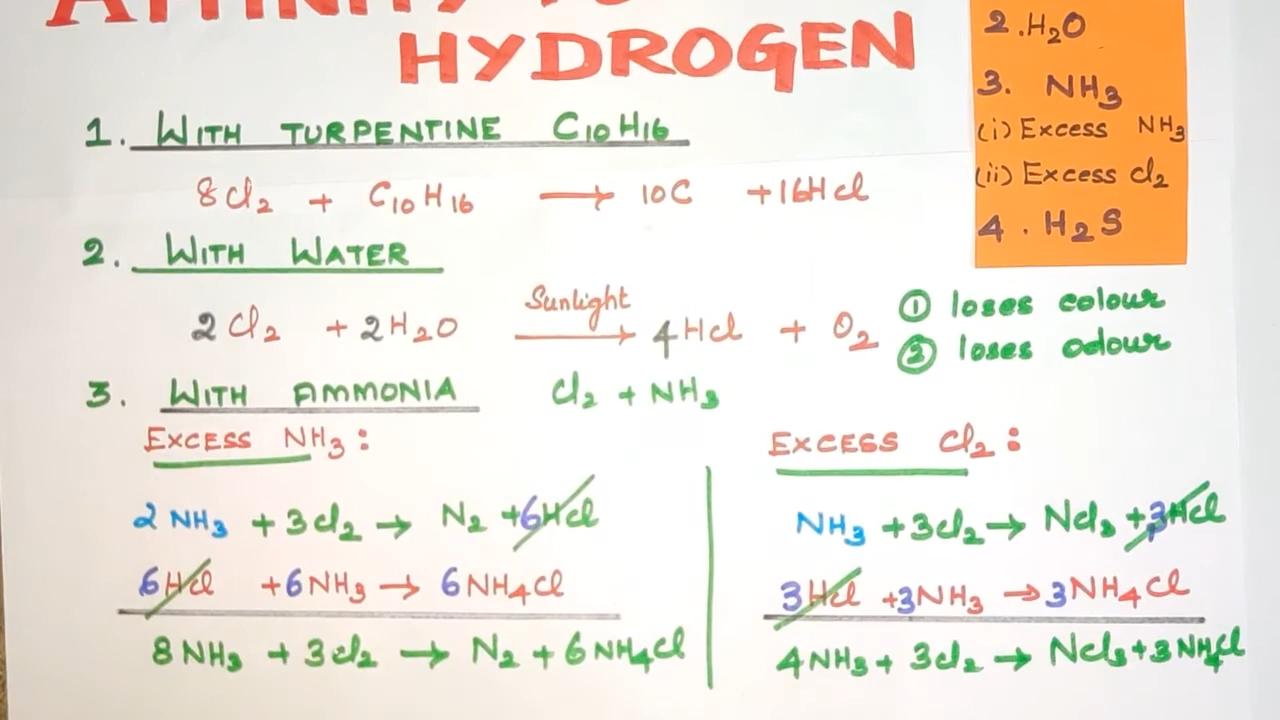 AFFINITY TO
HYDROGEN
2. H2O
3. NH3
(i) Excess NH3
(ii) Excess Cl2
4. H2S
1. WITH TURPENTINE C10H16
8Cl2 + C10H16 → 10C + 16HCl
2. WITH WATER
Sunlight
2Cl2 + 2H2O → 4HCl + O2
① loses colour
② loses odour
3. WITH AMMONIA Cl2 + NH3
EXCESS NH3:
2NH3 + 3Cl2 → N2 + 6HCl
6HCl + 6NH3 → 6NH4Cl
8NH3 + 3Cl2 → N2 + 6NH4Cl
EXCESS Cl2:
NH3 + 3Cl2 → NCl3 + 3HCl
3HCl + 3NH3 → 3NH4Cl
4NH3 + 3Cl2 → NCl3 + 3NH4Cl